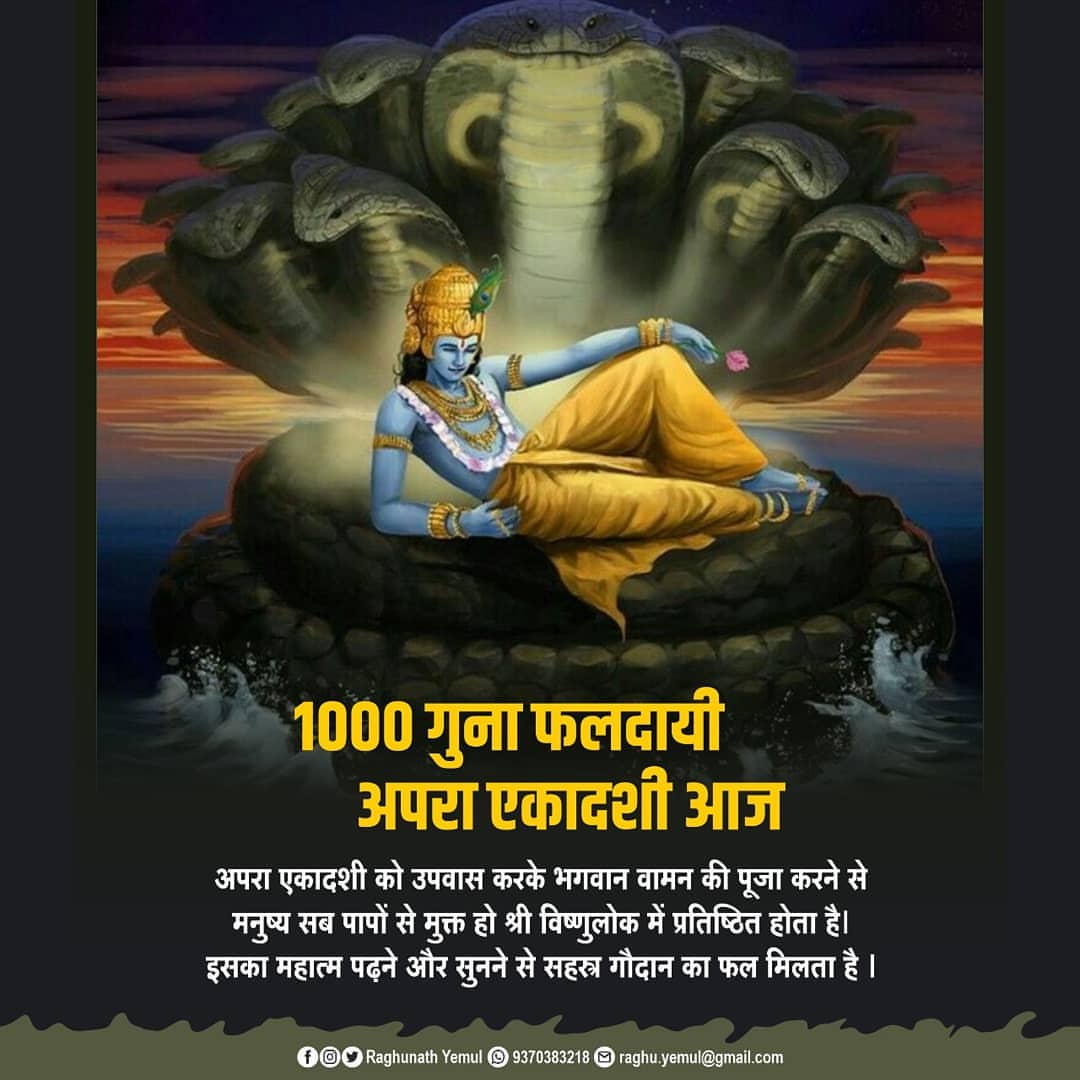 1000 गुना फलदायी
अपरा एकादशी आज
अपरा एकादशी को उपवास करके भगवान वामन की पूजा करने से
मनुष्य सब पापों से मुक्त हो श्री विष्णुलोक में प्रतिष्ठित होता है।
इसका महात्म पढ़ने और सुनने से सहस्त्र गौदान का फल मिलता है ।
Raghunath Yemul 9370383218 raghu.yemul@gmail.com